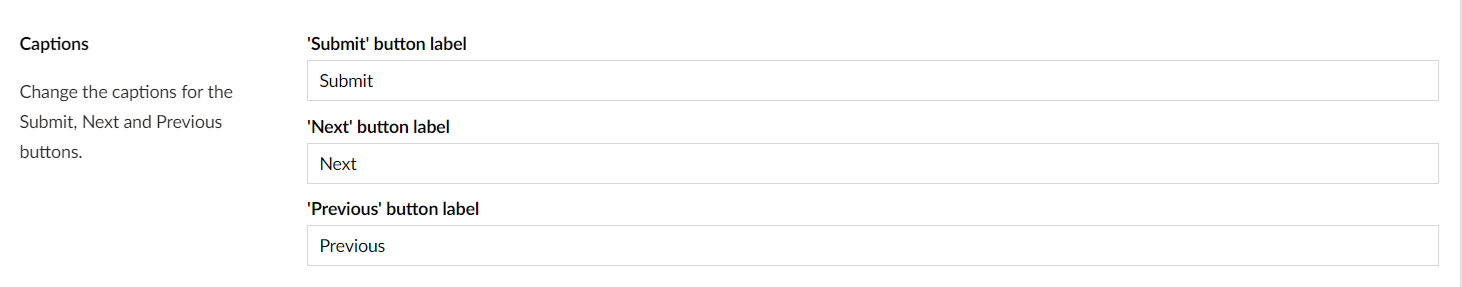 Captions
Change the captions for the
Submit, Next and Previous
buttons.
'Submit' button label
Submit
'Next' button label
Next
'Previous' button label
Previous